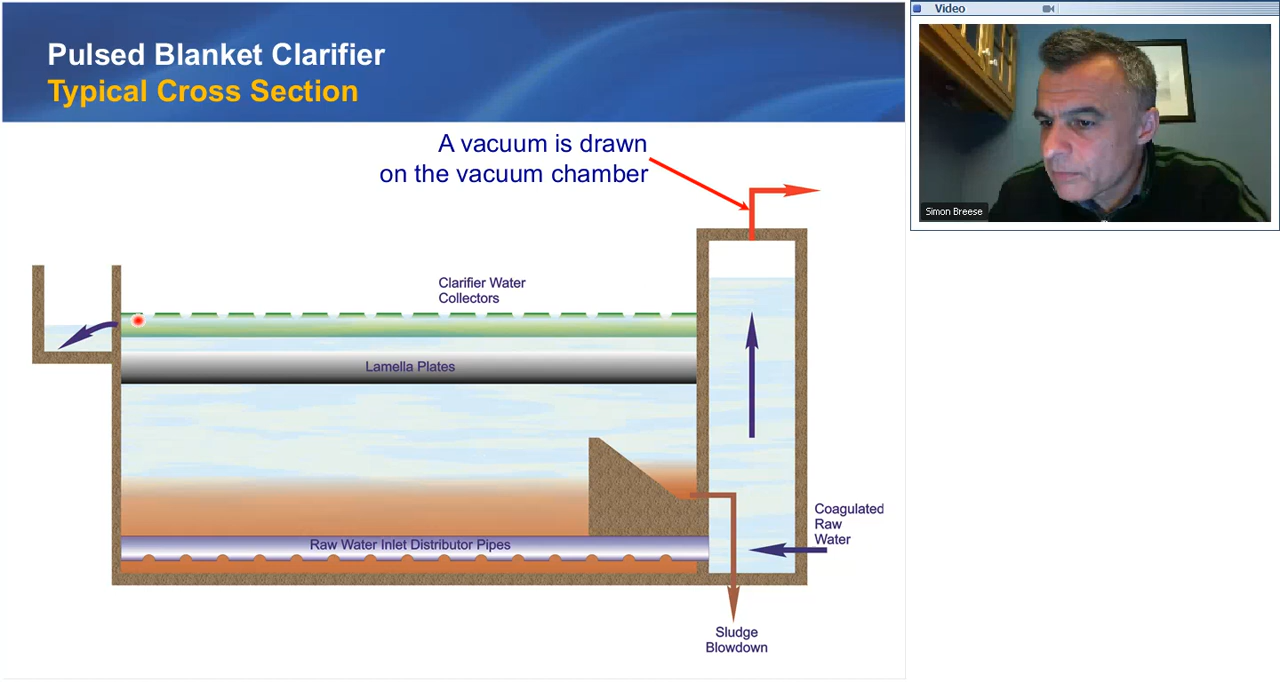 Pulsed Blanket Clarifier
Typical Cross Section
A vacuum is drawn
on the vacuum chamber
Clarifier Water
Collectors
Lamella Plates
Raw Water Inlet Distributor Pipes
Coagulated
Raw
Water
Sludge
Blowdown
Video
Simon Breese